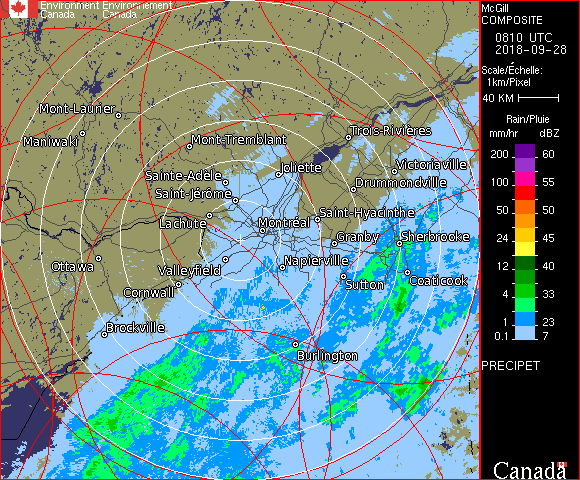 Environment Environnement
Canada Canada
McGill
COMPOSITE
0810 UTC
2018-09-28
Scale/Échelle:
1km/Pixel
40 KM
Rain/Pluie
mm/hr dBZ
200 60
100 55
50 50
24 45
12 40
4 33
1 23
0.1 7
PRECIPET
Canada
Mont-Laurier
Maniwaki
Mont-Tremblant
Trois-Rivières
Joliette
Victoriaville
Sainte-Adèle
Drummondville
Saint-Jérôme
Saint-Hyacinthe
Lachute
Montréal
Granby
Sherbrooke
Ottawa
Valleyfield
Napierville
Coaticook
Sutton
Cornwall
Brockville
Burlington